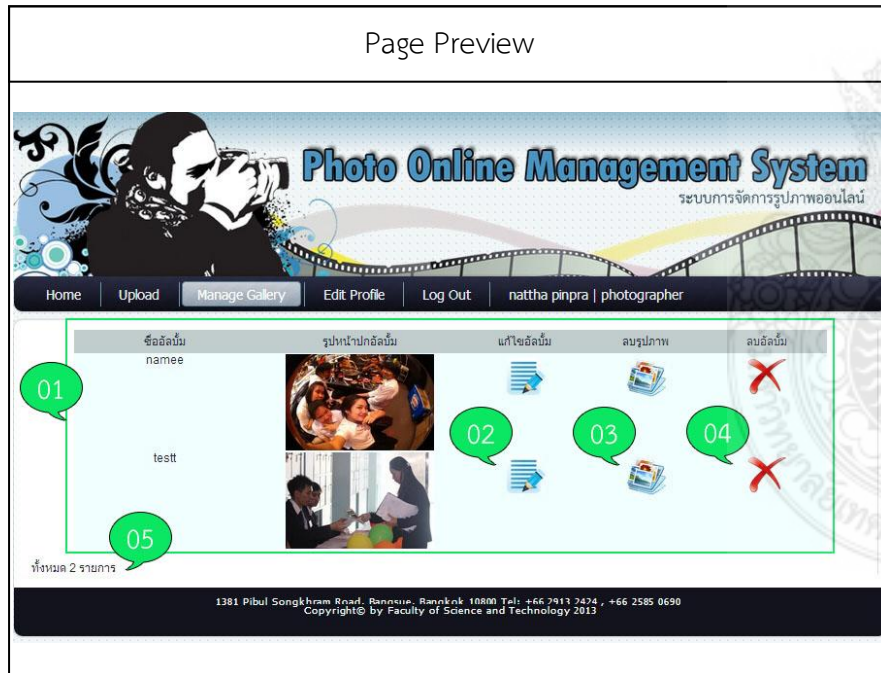 Page Preview
Photo Online Management System
ระบบการจัดการรูปภาพออนไลน์
Home Upload Manage Gallery Edit Profile Log Out nattha pinpra | photographer
ชื่ออัลบั้ม รูปหน้าปกอัลบั้ม แก้ไขอัลบั้ม ลบรูปภาพ ลบอัลบั้ม
namee
01
02 03 04
testt
05
ทั้งหมด 2 รายการ
1381 Pibul Songkhram Road, Bangsue, Bangkok 10800 Tel: +66 2913 2424 , +66 2585 0690
Copyright© by Faculty of Science and Technology 2013